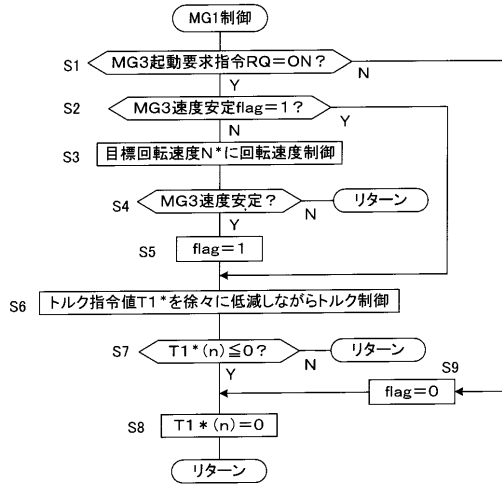 MG1制御
S1
MG3起動要求指令RQ=ON?
N
Y
S2
MG3速度安定flag=1?
Y
N
S3
目標回転速度N*に回転速度制御
S4
MG3速度安定?
N
リターン
Y
S5
flag=1
S6
トルク指令値T1*を徐々に低減しながらトルク制御
S7
T1*(n)≦0?
N
リターン
Y
S9
flag=0
S8
T1*(n)=0
リターン